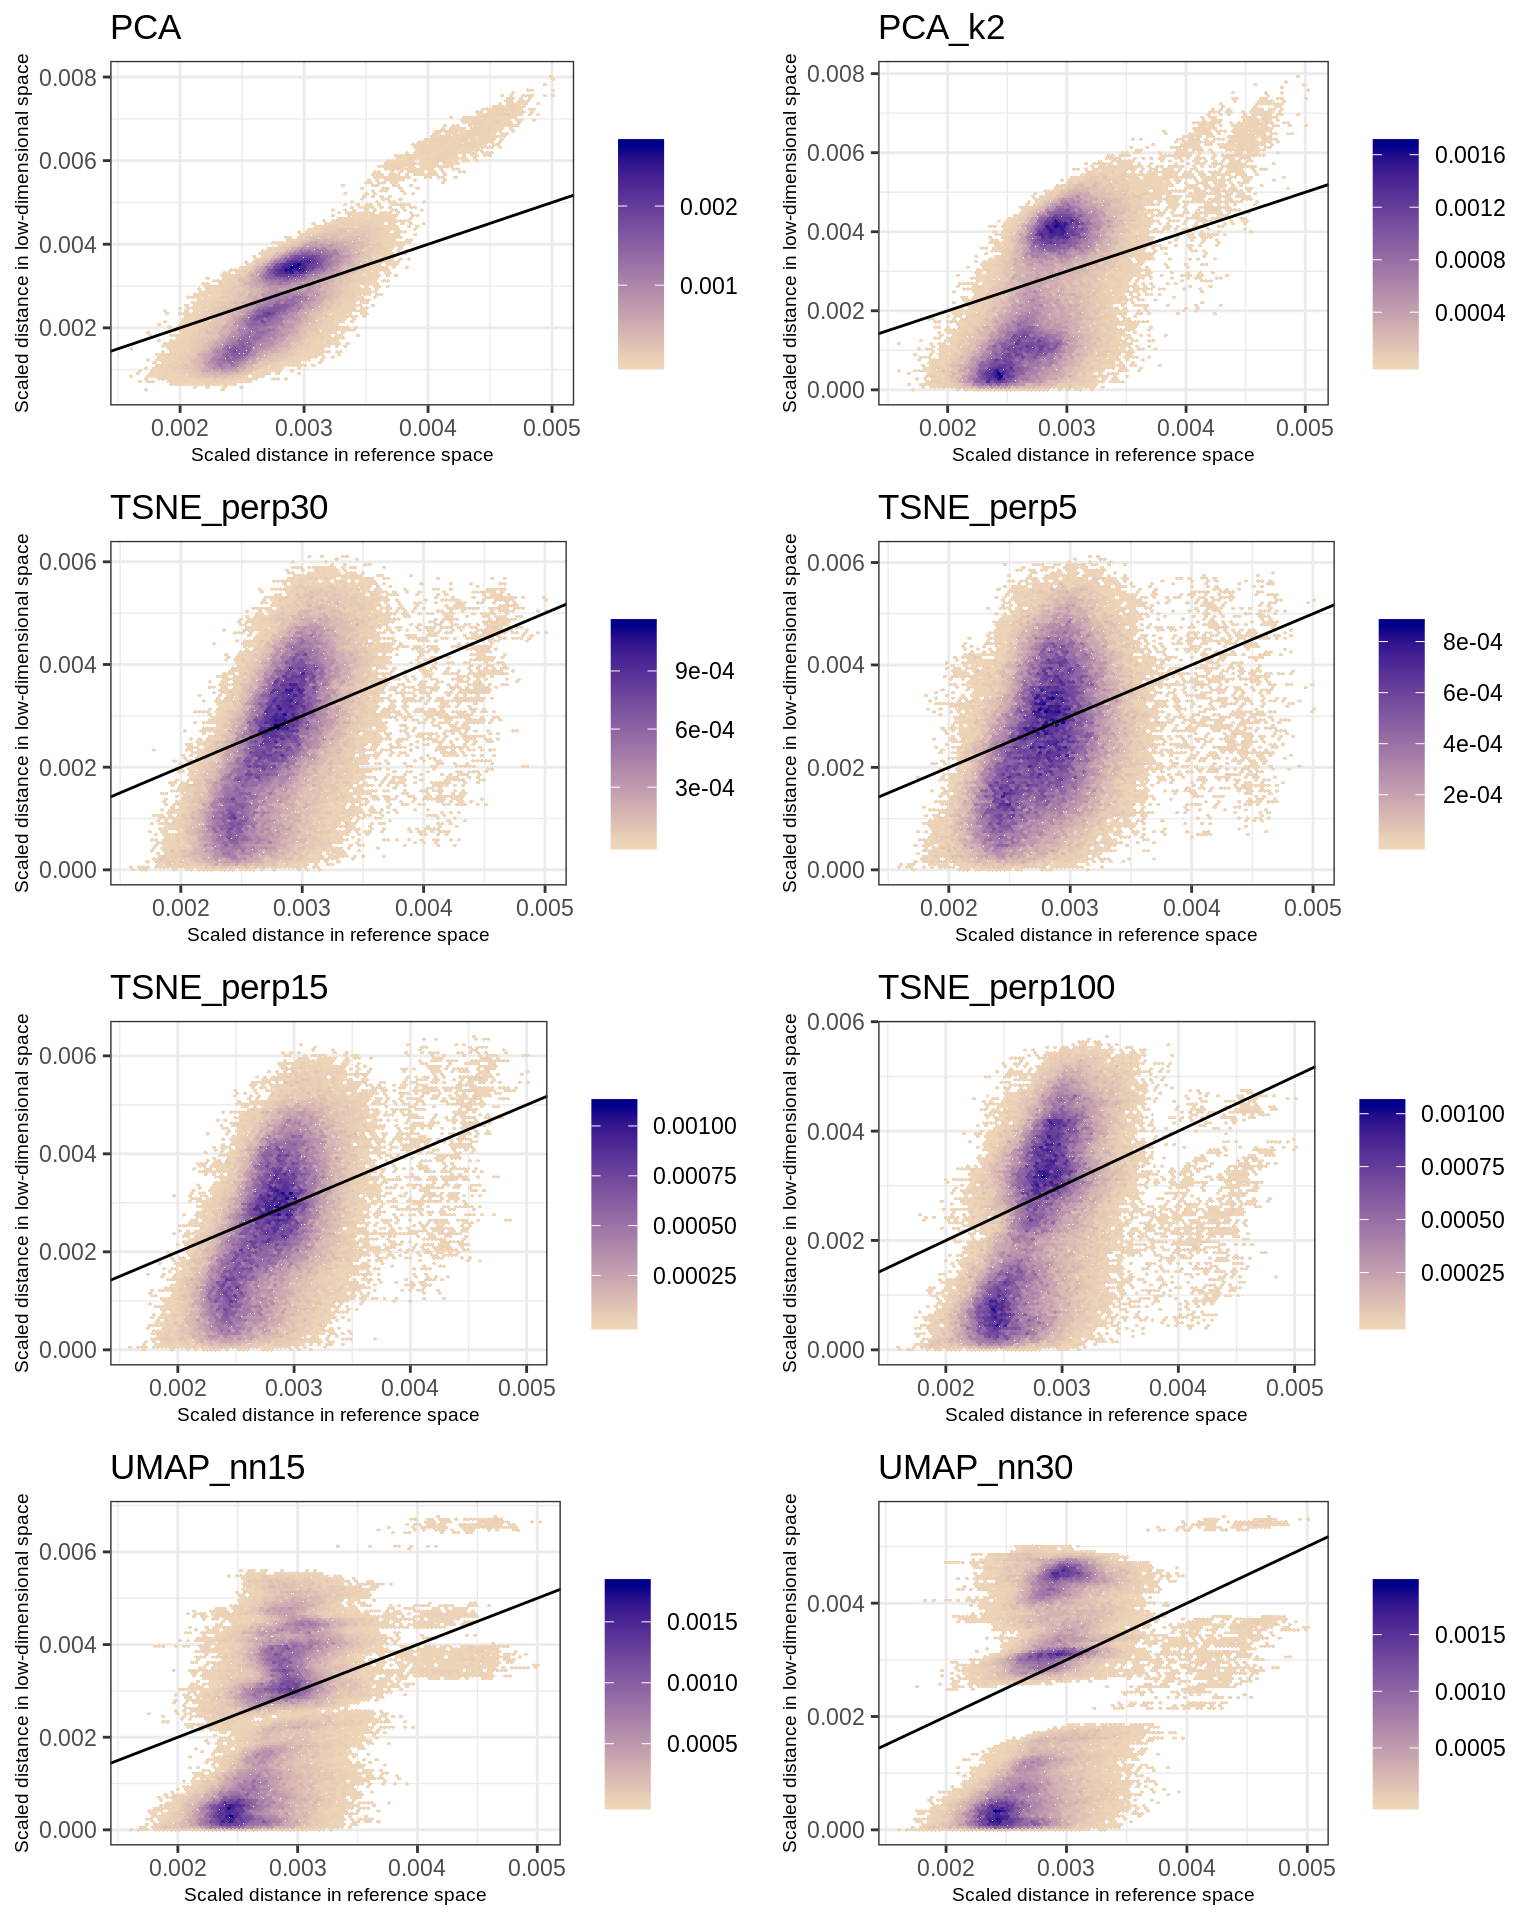 PCA
Scaled distance in low-dimensional space
0.008
0.006
0.004
0.002
0.002 0.003 0.004 0.005
Scaled distance in reference space
0.002
0.001
PCA_k2
Scaled distance in low-dimensional space
0.008
0.006
0.004
0.002
0.000
0.002 0.003 0.004 0.005
Scaled distance in reference space
0.0016
0.0012
0.0008
0.0004
TSNE_perp30
Scaled distance in low-dimensional space
0.006
0.004
0.002
0.000
0.002 0.003 0.004 0.005
Scaled distance in reference space
9e-04
6e-04
3e-04
TSNE_perp5
Scaled distance in low-dimensional space
0.006
0.004
0.002
0.000
0.002 0.003 0.004 0.005
Scaled distance in reference space
8e-04
6e-04
4e-04
2e-04
TSNE_perp15
Scaled distance in low-dimensional space
0.006
0.004
0.002
0.000
0.002 0.003 0.004 0.005
Scaled distance in reference space
0.00100
0.00075
0.00050
0.00025
TSNE_perp100
Scaled distance in low-dimensional space
0.006
0.004
0.002
0.000
0.002 0.003 0.004 0.005
Scaled distance in reference space
0.00100
0.00075
0.00050
0.00025
UMAP_nn15
Scaled distance in low-dimensional space
0.006
0.004
0.002
0.000
0.002 0.003 0.004 0.005
Scaled distance in reference space
0.0015
0.0010
0.0005
UMAP_nn30
Scaled distance in low-dimensional space
0.004
0.002
0.000
0.002 0.003 0.004 0.005
Scaled distance in reference space
0.0015
0.0010
0.0005